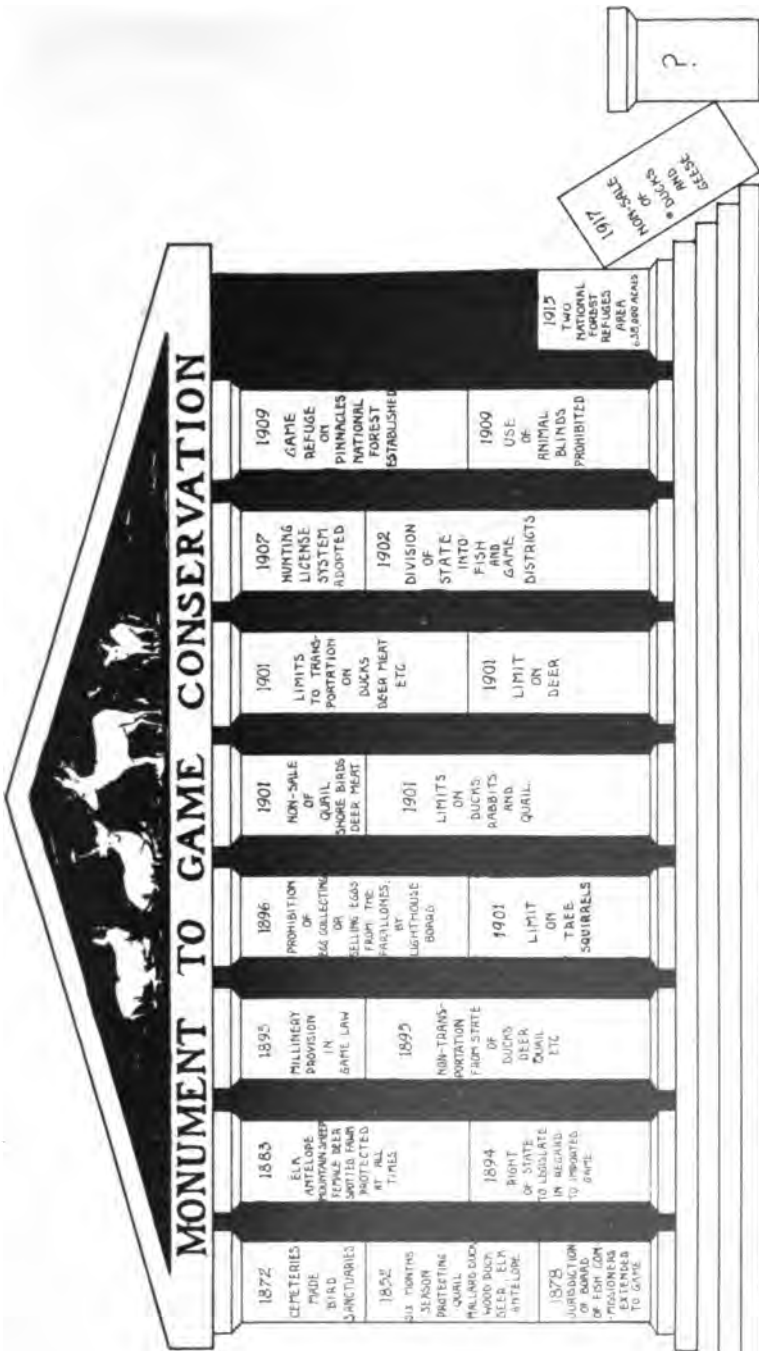 MONUMENT TO GAME CONSERVATION
1872
CEMETERIES
MADE
BIRD
SANCTUARIES
1852
SIX MONTHS
SEASON
PROTECTING
QUAIL
MALLARD DUCK
WOOD DUCK
DEER, ELK
ANTELOPE
1878
JURISDICTION
OF BOARD
OF FISH COM
-MISSIONERS
EXTENDED
TO GAME
1883
ELK
ANTELOPE
MOUNTAIN SHEEP
FEMALE DEER
SPOTTED FAWN
PROTECTED
AT ALL
TIMES
1894
RIGHT
OF STATE
TO LEGISLATE
IN REGARD
TO IMPORTED
GAME
1895
MILLINERY
PROVISION
IN
GAME LAW
1895
NON-TRANS-
PORTATION
FROM STATE
OF
DUCKS
DEER
QUAIL
ETC
1896
PROHIBITION
OF
EGG COLLECTING
OR
SELLING EGGS
FROM THE
FARALLONES,
BY
LIGHTHOUSE
BOARD
1901
LIMIT
ON
TREE
SQUIRRELS
1901
NON-SALE
OF
QUAIL
SHORE BIRDS
DEER MEAT
1901
LIMITS
ON
DUCKS
RABBITS
AND
QUAIL
1901
LIMITS
TO TRANS-
PORTATION
ON
DUCKS
DEER MEAT
ETC.
1901
LIMIT
ON
DEER
1907
HUNTING
LICENSE
SYSTEM
ADOPTED
1902
DIVISION
OF
STATE
INTO
FISH
AND
GAME
DISTRICTS
1909
GAME
REFUGE
ON
PINNACLES
NATIONAL
FOREST
ESTABLISHED
1909
USE
OF
ANIMAL
BLINDS
PROHIBITED
1915
TWO
NATIONAL
FOREST
REFUGES
AREA
638,000 ACRES
1917
NON-SALE
OF
* DUCKS
AND
GEESE
?